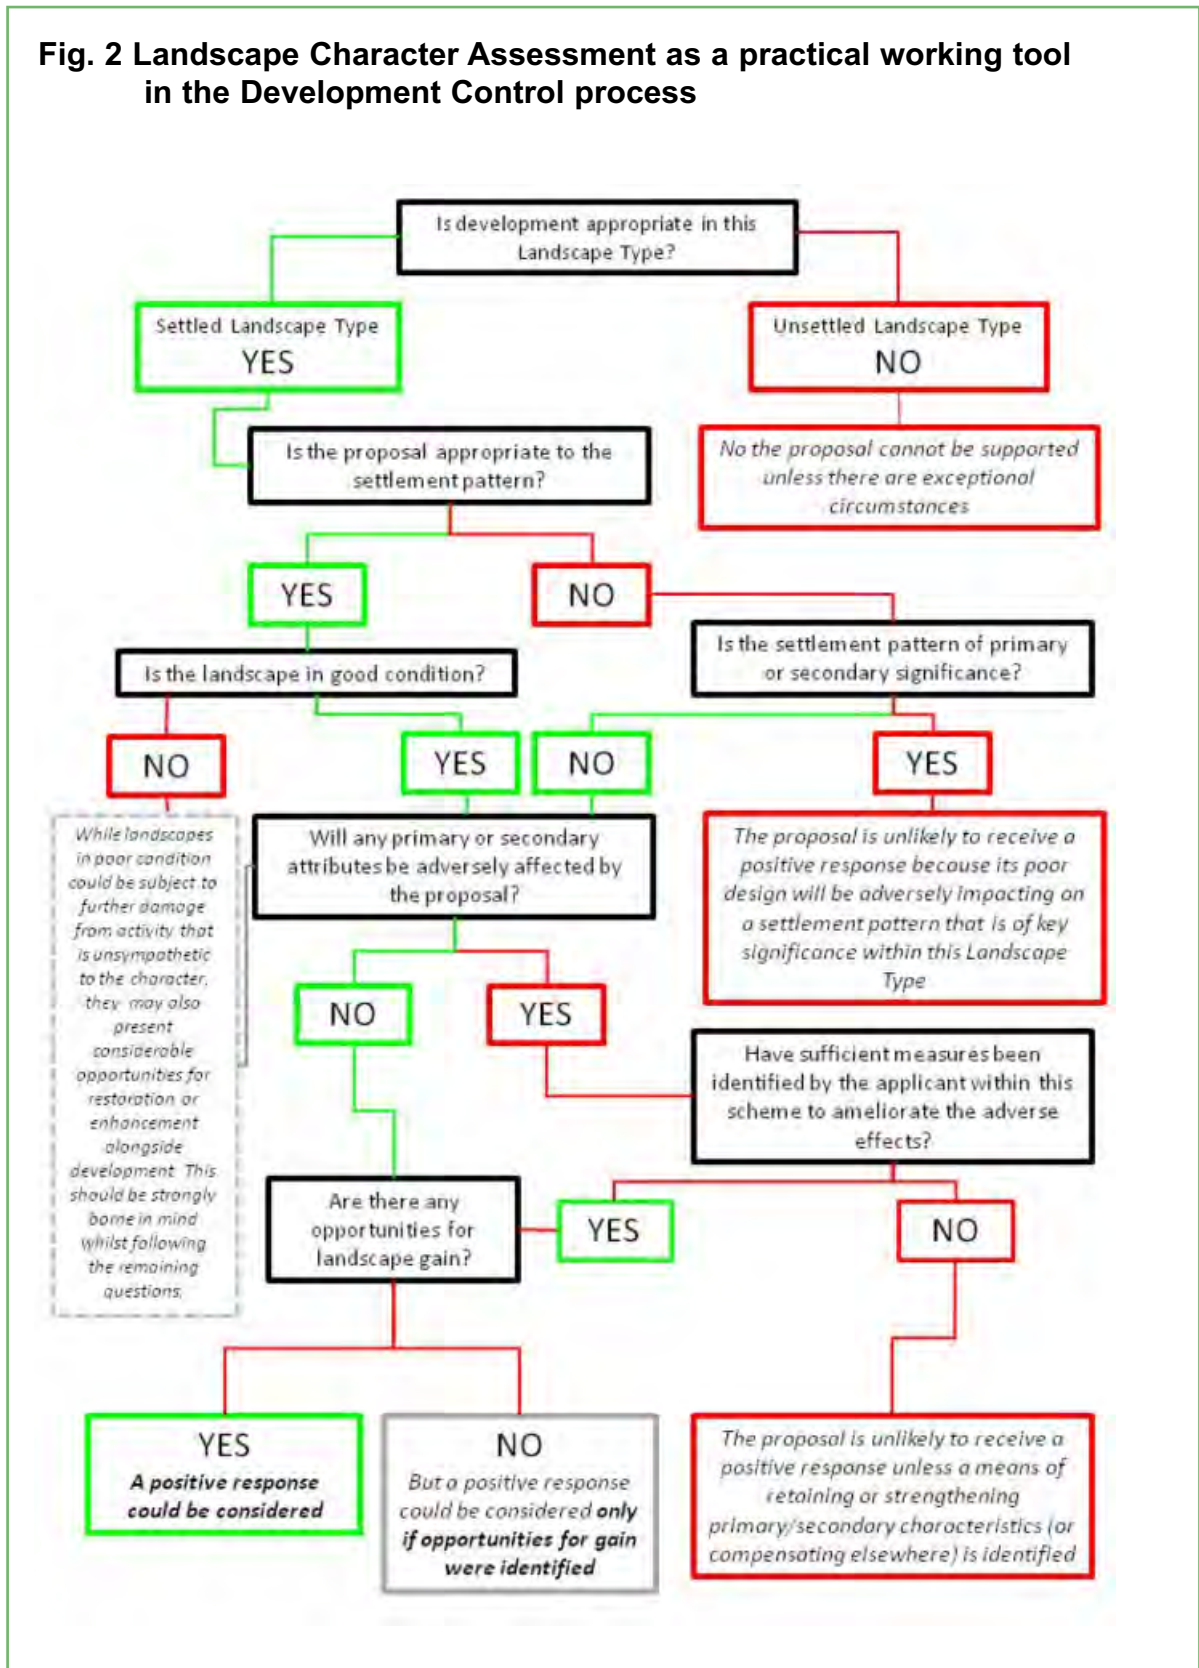 Fig. 2 Landscape Character Assessment as a practical working tool
in the Development Control process
Is development appropriate in this
Landscape Type?
Settled Landscape Type
YES
Unsettled Landscape Type
NO
No the proposal cannot be supported
unless there are exceptional
circumstances
Is the proposal appropriate to the
settlement pattern?
YES
NO
Is the settlement pattern of primary
or secondary significance?
Is the landscape in good condition?
NO
YES
NO
YES
While landscapes
in poor condition
could be subject to
further damage
from activity that
is unsympathetic
to the character,
they may also
present
considerable
opportunities for
restoration or
enhancement
alongside
development. This
should be strongly
borne in mind
whilst following
the remaining
questions.
Will any primary or secondary
attributes be adversely affected by
the proposal?
The proposal is unlikely to receive a
positive response because its poor
design will be adversely impacting on
a settlement pattern that is of key
significance within this Landscape
Type
NO
YES
Have sufficient measures been
identified by the applicant within this
scheme to ameliorate the adverse
effects?
Are there any
opportunities for
landscape gain?
YES
NO
YES
A positive response
could be considered
NO
But a positive response
could be considered only
if opportunities for gain
were identified
The proposal is unlikely to receive a
positive response unless a means of
retaining or strengthening
primary/secondary characteristics (or
compensating elsewhere) is identified